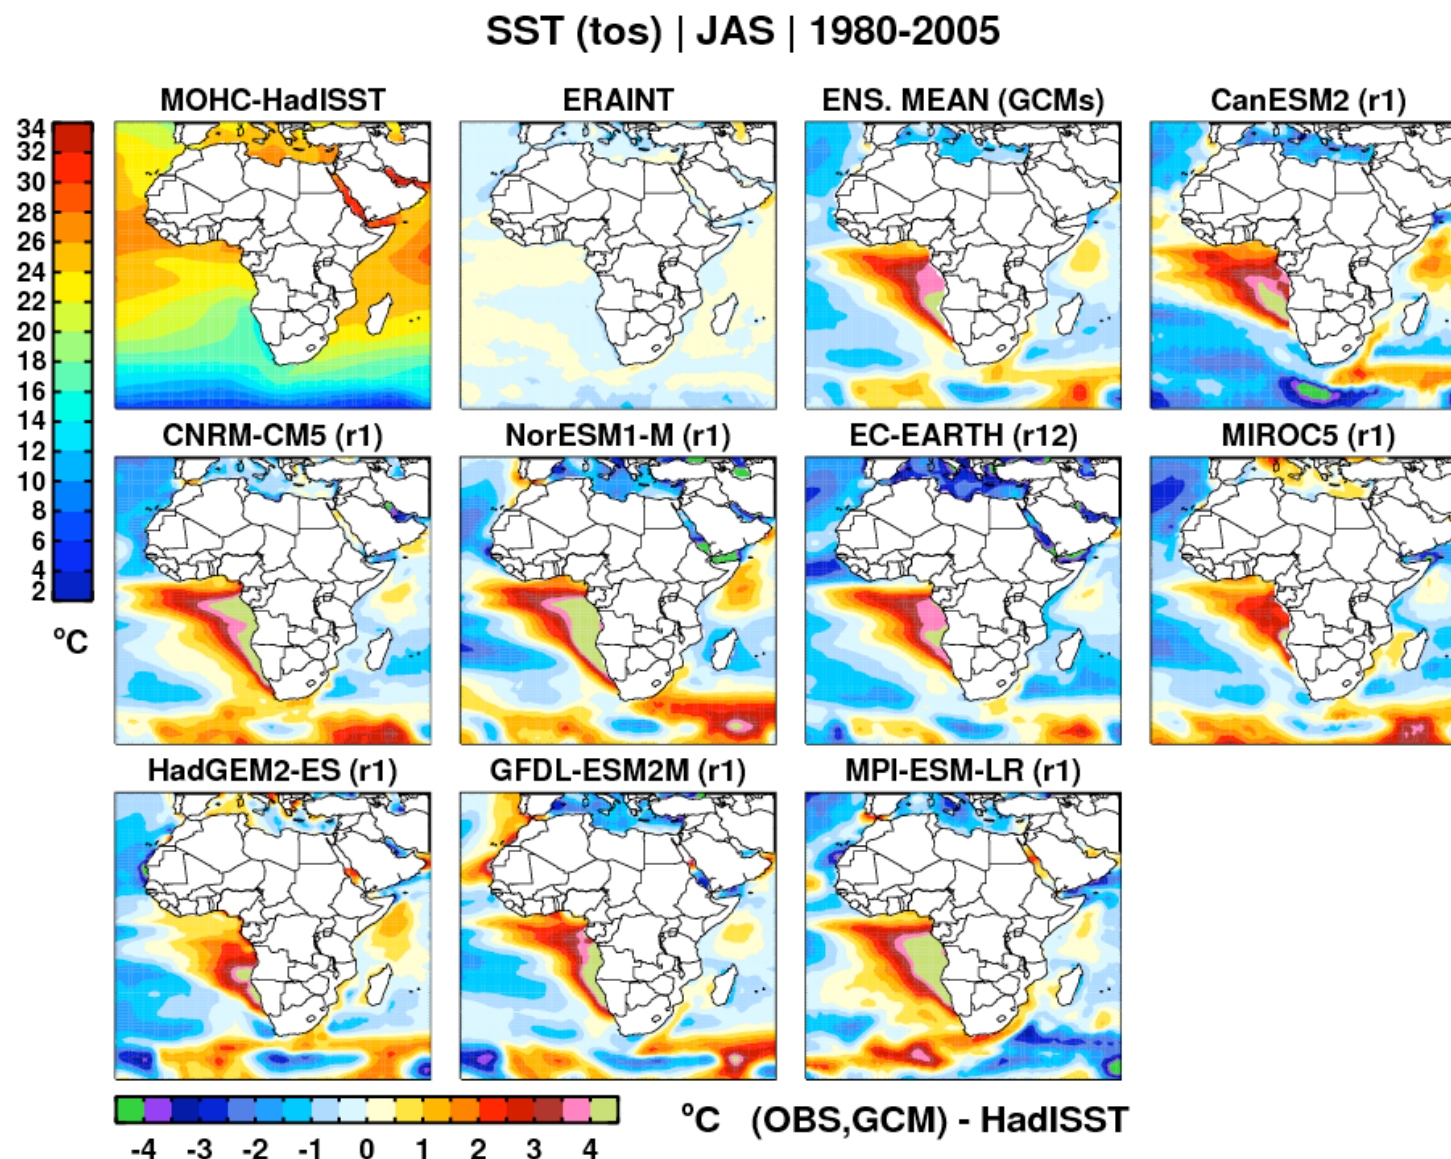 SST (tos) | JAS | 1980-2005
MOHC-HadISST
ERAINT
ENS. MEAN (GCMs)
CanESM2 (r1)
34
32
30
28
26
24
22
20
18
16
14
12
10
8
6
4
2
ºC
CNRM-CM5 (r1)
NorESM1-M (r1)
EC-EARTH (r12)
MIROC5 (r1)
HadGEM2-ES (r1)
GFDL-ESM2M (r1)
MPI-ESM-LR (r1)
-4 -3 -2 -1 0 1 2 3 4
ºC (OBS,GCM) - HadISST